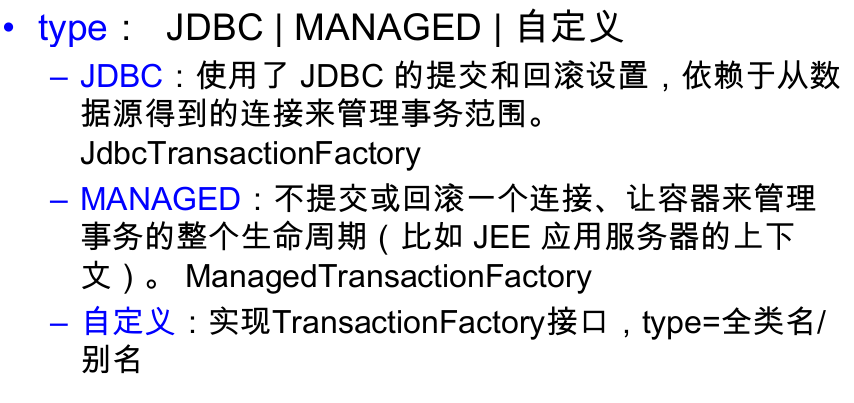 • type： JDBC | MANAGED | 自定义
– JDBC：使用了 JDBC 的提交和回滚设置，依赖于从数
据源得到的连接来管理事务范围。
JdbcTransactionFactory
– MANAGED：不提交或回滚一个连接、让容器来管理
事务的整个生命周期（比如 JEE 应用服务器的上下
文）。 ManagedTransactionFactory
– 自定义：实现TransactionFactory接口，type=全类名/
别名